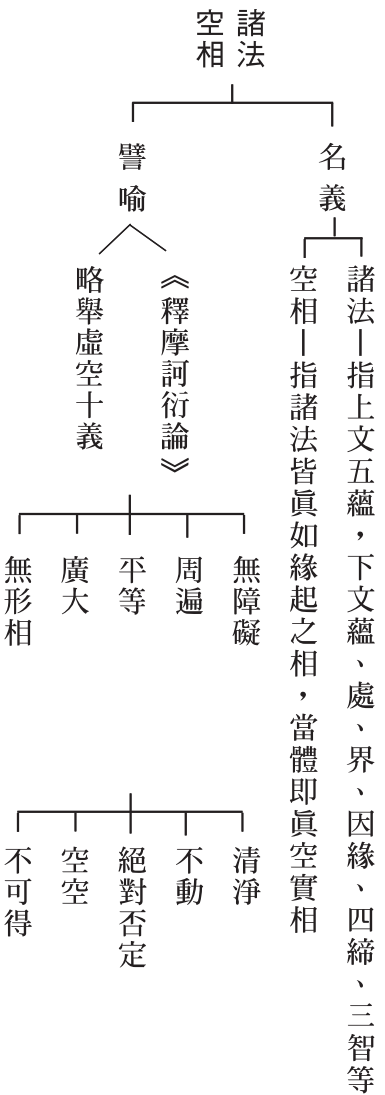 諸法
空相
名義
諸法—指上文五蘊，下文蘊、處、界、因緣、四締、三智等
空相—指諸法皆眞如緣起之相，當體即眞空實相
譬喻
《釋摩訶衍論》
略舉虛空十義
無障礙
周遍
平等
廣大
無形相
清淨
不動
絕對否定
空空
不可得